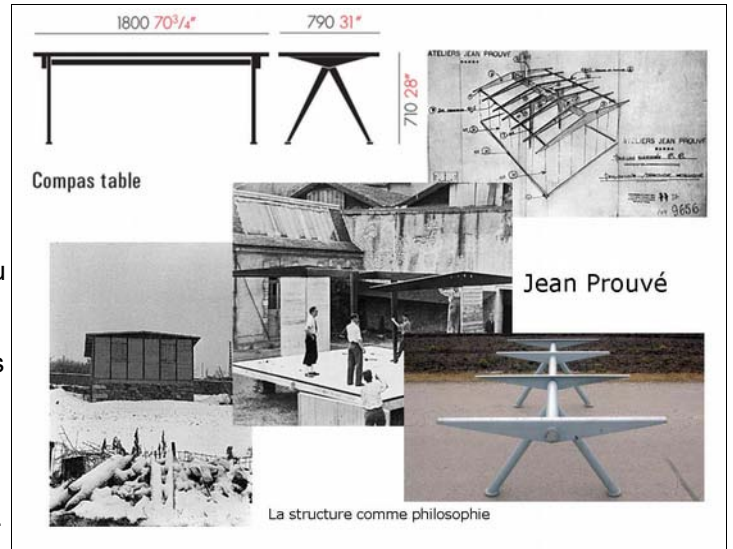 1800 70¾″
790 31″
710 28″
Compas table
ATELIERS JEAN PROUVÉ
ATELIERS JEAN PROUVÉ
9656
Jean Prouvé
La structure comme philosophie
u
s